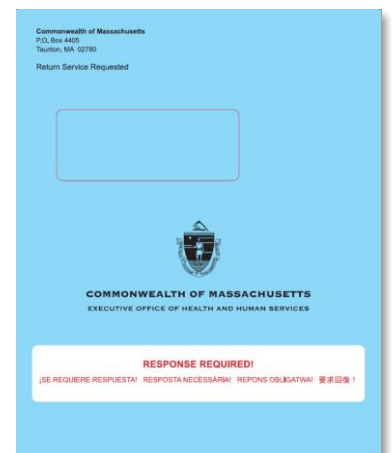 Commonwealth of Massachusetts
P.O. Box 4405
Taunton, MA 02780
Return Service Requested
COMMONWEALTH OF MASSACHUSETTS
EXECUTIVE OFFICE OF HEALTH AND HUMAN SERVICES
RESPONSE REQUIRED!
¡SE REQUIERE RESPUESTA! RESPOSTA NECESSÁRIA! REPONS OBLIGATWA! 要求回復!